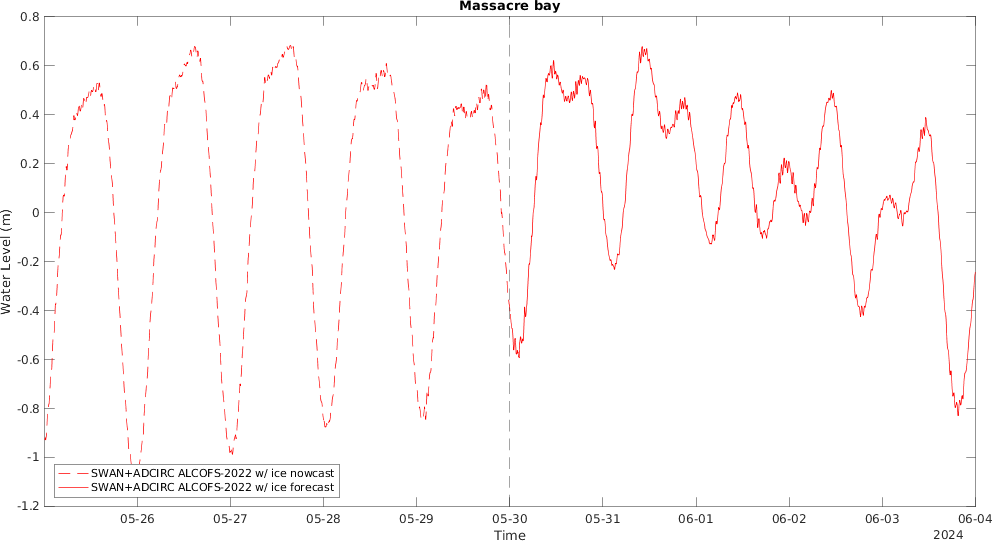 Massacre bay
0.8
0.6
0.4
0.2
0
-0.2
-0.4
-0.6
-0.8
-1
-1.2
Water Level (m)
SWAN+ADCIRC ALCOFS-2022 w/ ice nowcast
SWAN+ADCIRC ALCOFS-2022 w/ ice forecast
05-26 05-27 05-28 05-29 05-30 05-31 06-01 06-02 06-03 06-04
Time
2024